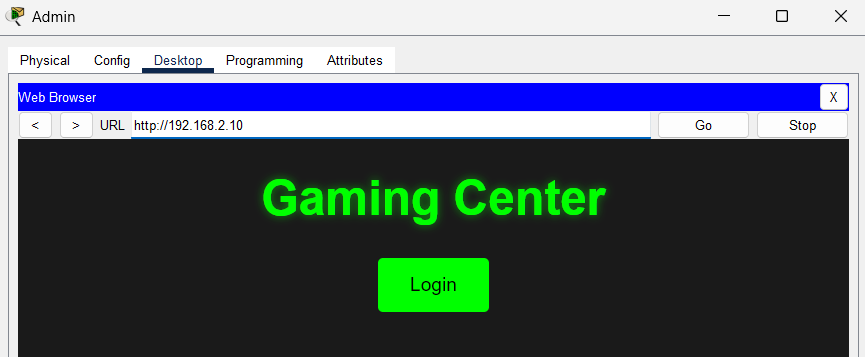 Admin
Physical Config Desktop Programming Attributes
Web Browser X
< > URL http://192.168.2.10 Go Stop
Gaming Center
Login